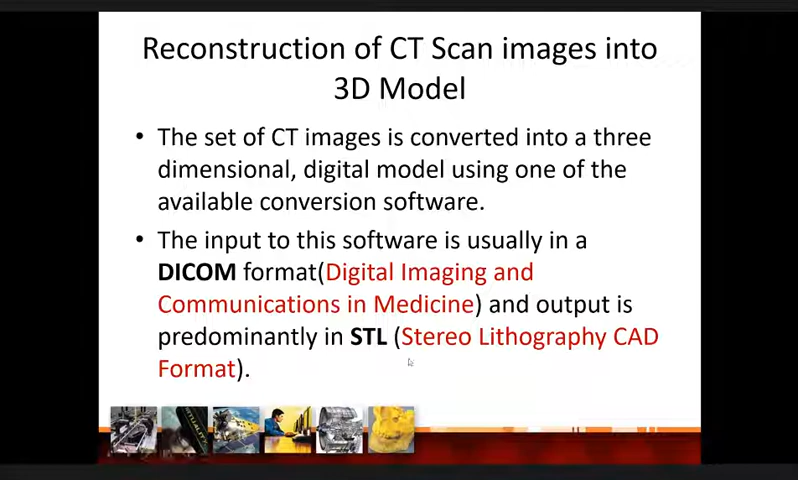 Reconstruction of CT Scan images into
3D Model
• The set of CT images is converted into a three
dimensional, digital model using one of the
available conversion software.
• The input to this software is usually in a
DICOM format(Digital Imaging and
Communications in Medicine) and output is
predominantly in STL (Stereo Lithography CAD
Format).